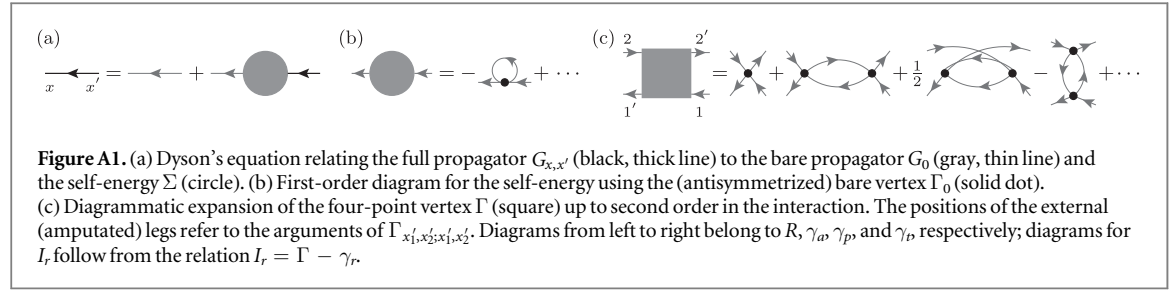 (a) (b) (c) 2 2′
= + = − + ⋯ = + + 1/2 − + ⋯
x x′ 1′ 1
Figure A1. (a) Dyson's equation relating the full propagator G_{x,x′} (black, thick line) to the bare propagator G_0 (gray, thin line) and
the self-energy Σ (circle). (b) First-order diagram for the self-energy using the (antisymmetrized) bare vertex Γ_0 (solid dot).
(c) Diagrammatic expansion of the four-point vertex Γ (square) up to second order in the interaction. The positions of the external
(amputated) legs refer to the arguments of Γ_{x′_1,x′_2;x′_1,x′_2}. Diagrams from left to right belong to R, γ_a, γ_p, and γ_t, respectively; diagrams for
I_r follow from the relation I_r = Γ − γ_r.